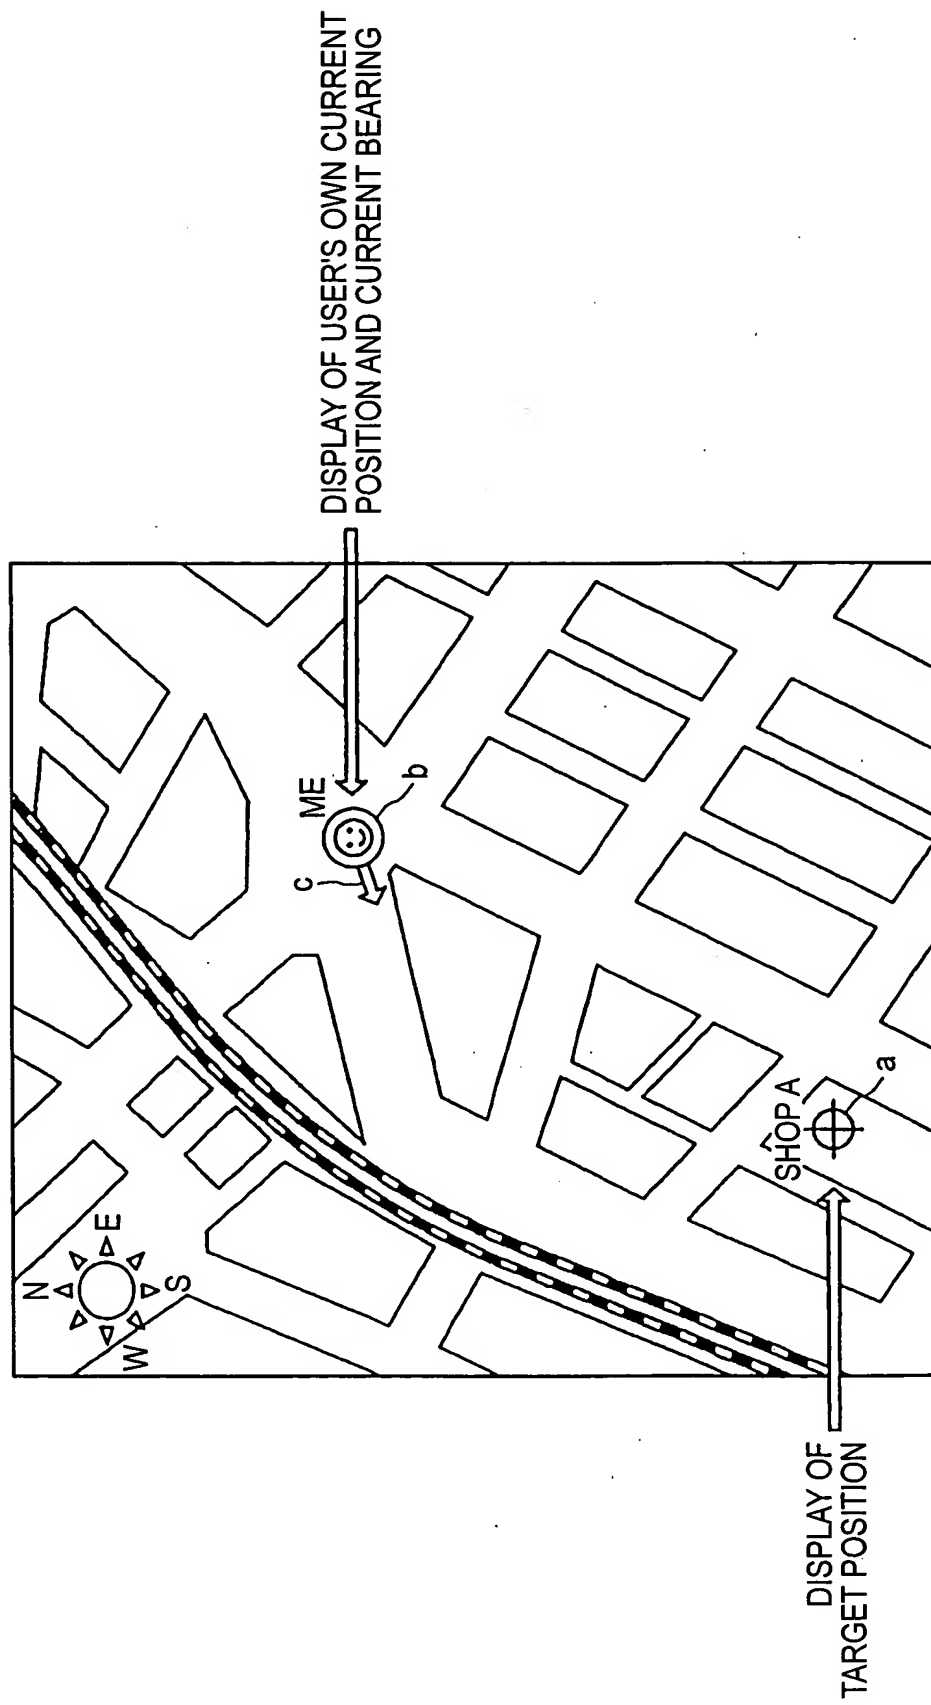 DISPLAY OF USER'S OWN CURRENT
POSITION AND CURRENT BEARING
ME
b
c
N
E
S
W
SHOP A
a
DISPLAY OF
TARGET POSITION